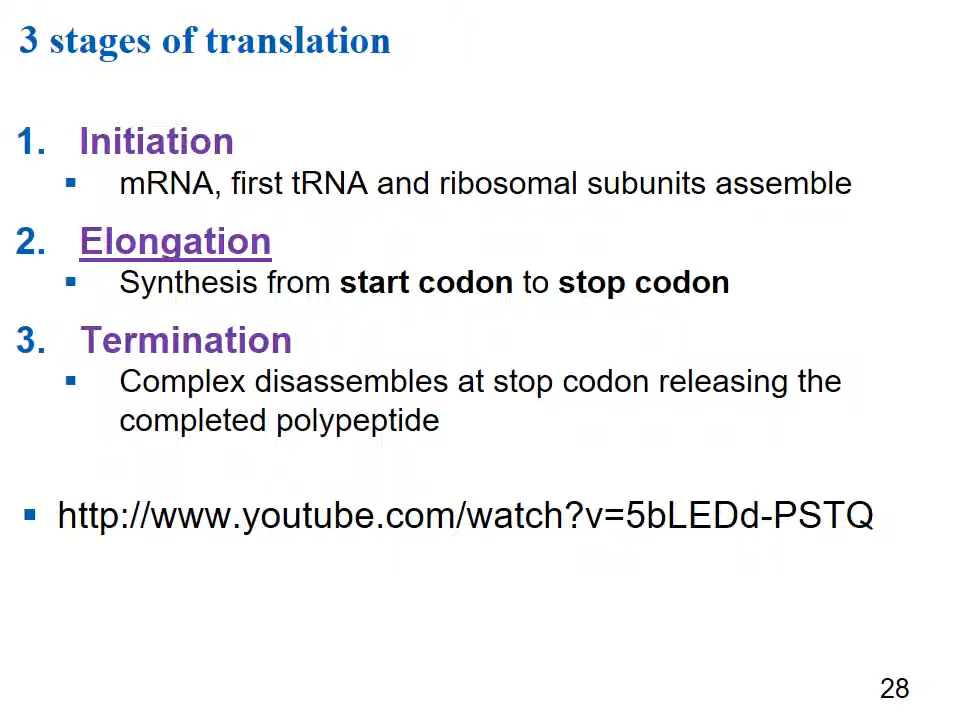 3 stages of translation
1. Initiation
▪ mRNA, first tRNA and ribosomal subunits assemble
2. Elongation
▪ Synthesis from start codon to stop codon
3. Termination
▪ Complex disassembles at stop codon releasing the
completed polypeptide
▪ http://www.youtube.com/watch?v=5bLEDd-PSTQ
28